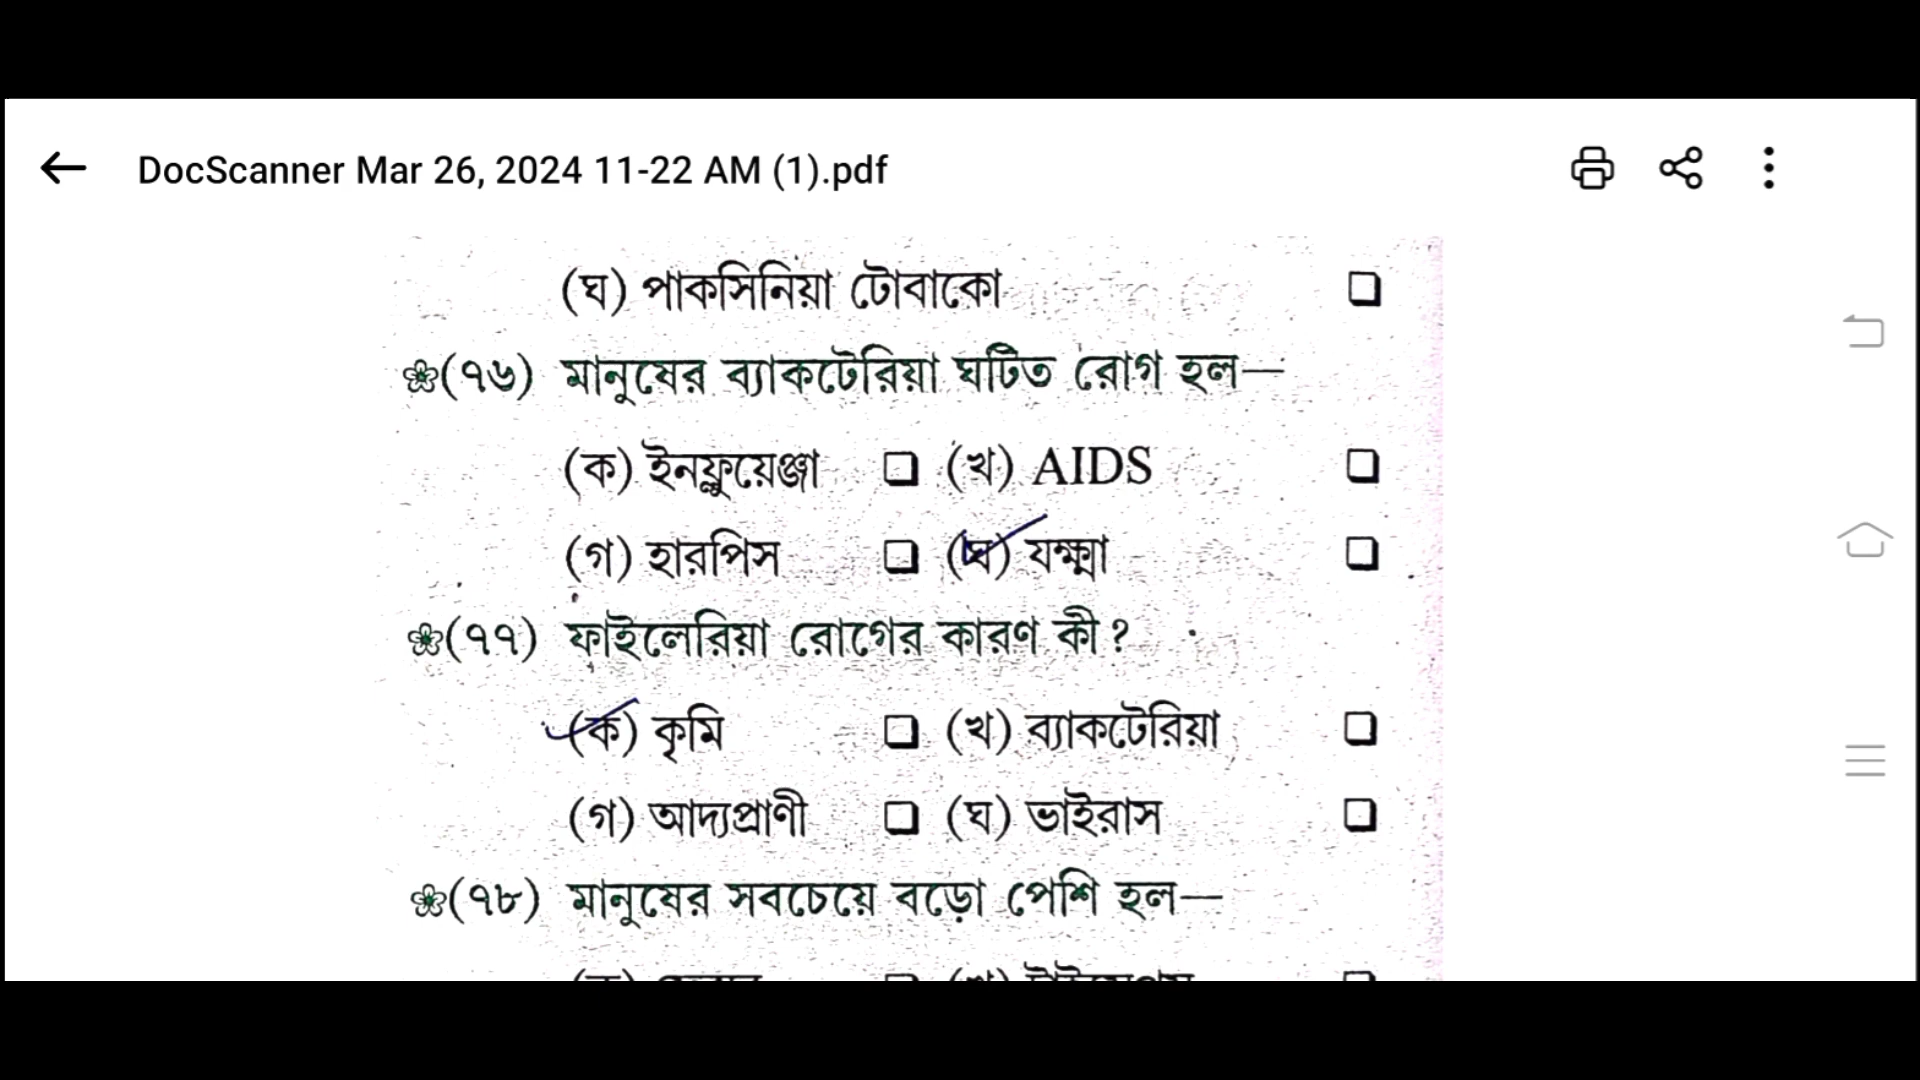 DocScanner Mar 26, 2024 11-22 AM (1).pdf
(ঘ) পাকসিনিয়া টোবাকো
(৭৬) মানুষের ব্যাকটেরিয়া ঘটিত রোগ হল—
(ক) ইনফ্লুয়েঞ্জা (খ) AIDS
(গ) হারপিস (ঘ) যক্ষ্মা
(৭৭) ফাইলেরিয়া রোগের কারণ কী?
(ক) কৃমি (খ) ব্যাকটেরিয়া
(গ) আদ্যপ্রাণী (ঘ) ভাইরাস
(৭৮) মানুষের সবচেয়ে বড়ো পেশি হল—